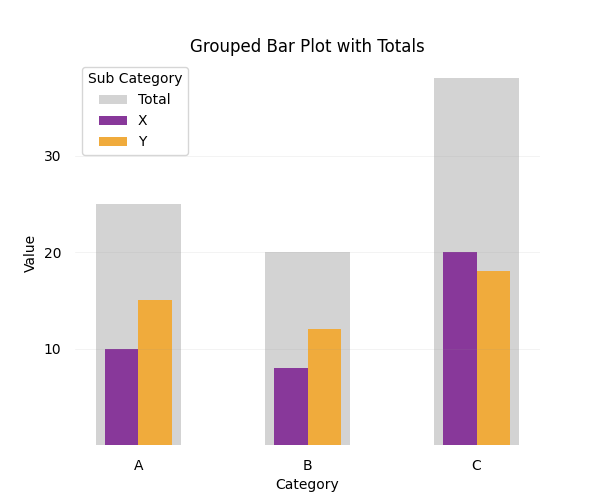 Grouped Bar Plot with Totals
Sub Category
Total
X
Y
30
20
10
Value
A B C
Category